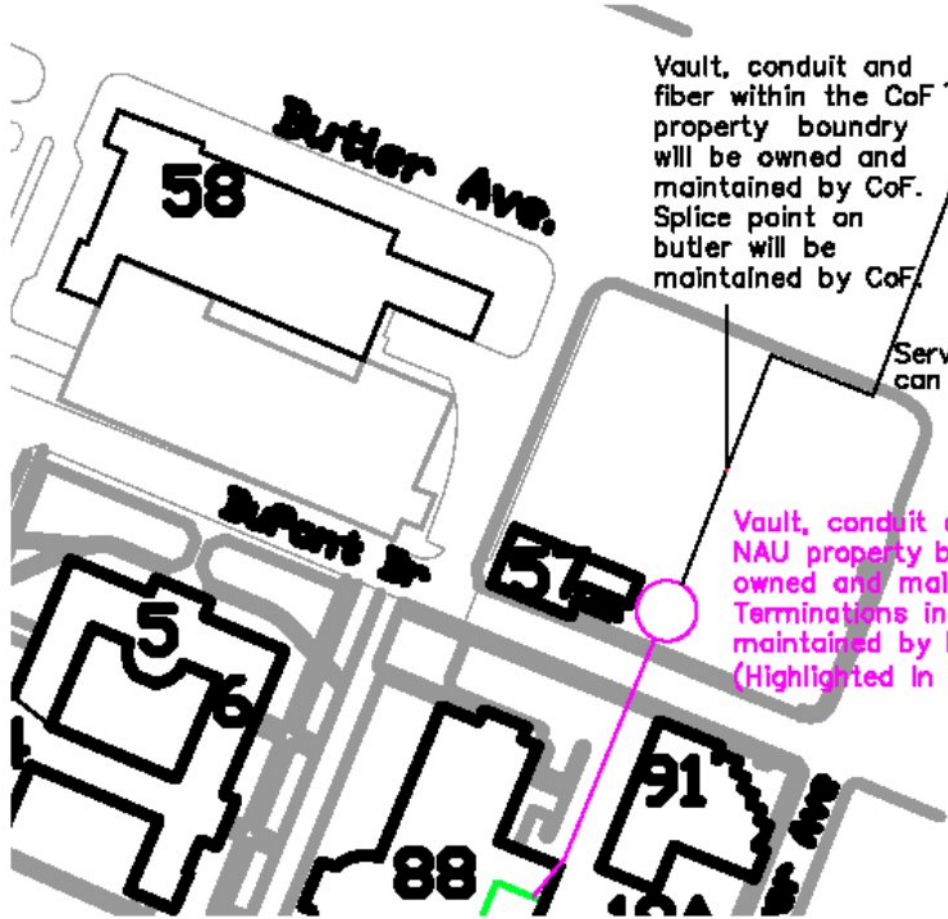 Vault, conduit and
fiber within the CoF
property boundry
will be owned and
maintained by CoF.
Splice point on
butler will be
maintained by CoF.
Butler Ave.
58
Serv
can
DuPont Dr
57
Vault, conduit
NAU property b
owned and mai
Terminations in
maintained by
(Highlighted in
5
6
91
88
Ave